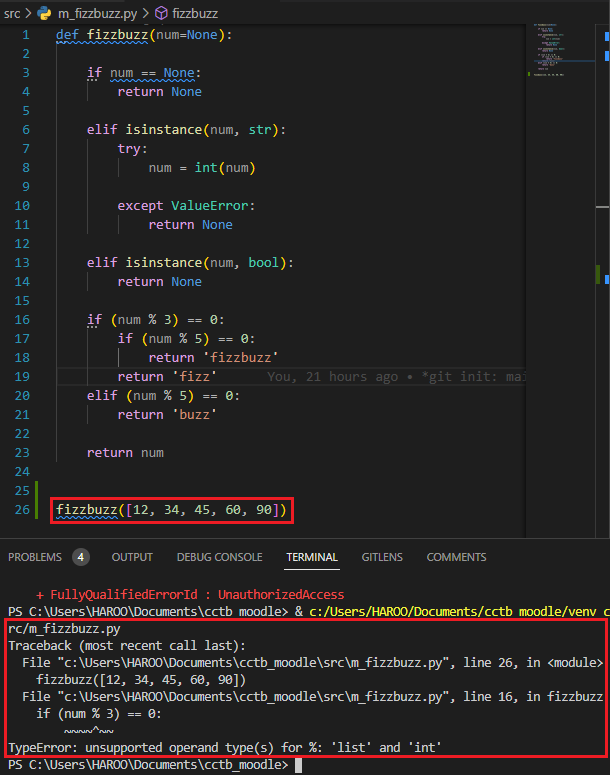 src > m_fizzbuzz.py > fizzbuzz
1 def fizzbuzz(num=None):
2
3     if num == None:
4         return None
5
6     elif isinstance(num, str):
7         try:
8             num = int(num)
9
10         except ValueError:
11             return None
12
13     elif isinstance(num, bool):
14         return None
15
16     if (num % 3) == 0:
17         if (num % 5) == 0:
18             return 'fizzbuzz'
19         return 'fizz' You, 21 hours ago • *git init: mai
20     elif (num % 5) == 0:
21         return 'buzz'
22
23     return num
24
25
26 fizzbuzz([12, 34, 45, 60, 90])
PROBLEMS 4 OUTPUT DEBUG CONSOLE TERMINAL GITLENS COMMENTS
+ FullyQualifiedErrorId : UnauthorizedAccess
PS C:\Users\HAROO\Documents\cctb_moodle> & c:/Users/HAROO/Documents/cctb_moodle/venv_c
rc/m_fizzbuzz.py
Traceback (most recent call last):
  File "c:\Users\HAROO\Documents\cctb_moodle\src\m_fizzbuzz.py", line 26, in <module>
    fizzbuzz([12, 34, 45, 60, 90])
  File "c:\Users\HAROO\Documents\cctb_moodle\src\m_fizzbuzz.py", line 16, in fizzbuzz
    if (num % 3) == 0:
        ~~~~^~~
TypeError: unsupported operand type(s) for %: 'list' and 'int'
PS C:\Users\HAROO\Documents\cctb_moodle>